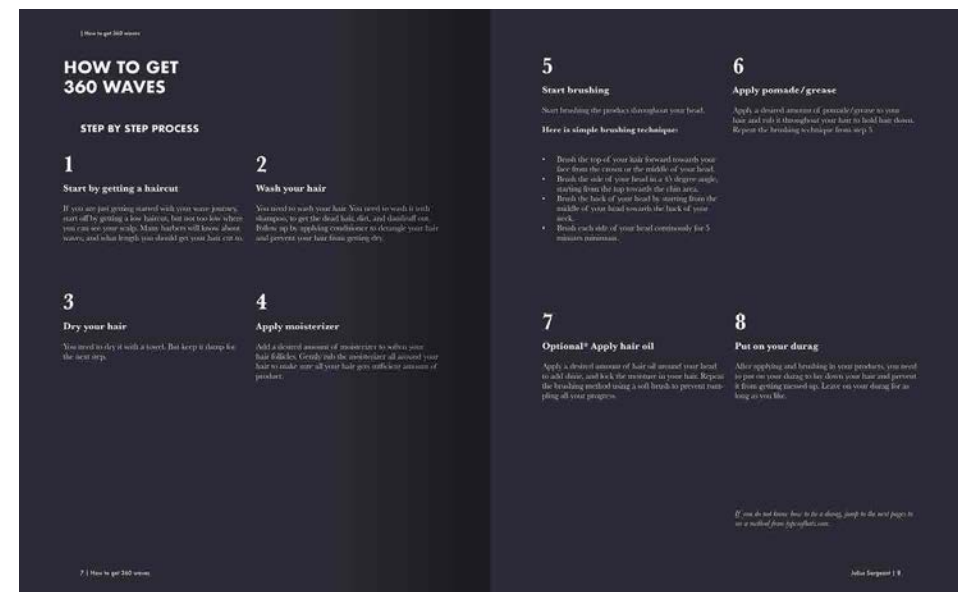 | How to get 360 waves
HOW TO GET
360 WAVES
STEP BY STEP PROCESS
1
Start by getting a haircut
If you are just getting started with your wave journey,
start off by getting a low haircut, but not too low where
you can see your scalp. Many barbers will know about
waves, and what length you should get your hair cut to.
2
Wash your hair
You need to wash your hair. You need to wash it with
shampoo, to get the dead hair, dirt, and dandruff out.
Follow up by applying conditioner to detangle your hair
and prevent your hair from getting dry.
3
Dry your hair
You need to dry it with a towel. But keep it damp for
the next step.
4
Apply moisterizer
Add a desired amount of moisterizer to soften your
hair follicles. Gently rub the moisterizer all around your
hair to make sure all your hair gets sufficient amount of
product.
7 | How to get 360 waves
5
Start brushing
Start brushing the product throughout your head.
Here is simple brushing technique:
• Brush the top of your hair forward towards your
face from the crown or the middle of your head.
• Brush the side of your head in a 45 degree angle,
starting from the top towards the chin area.
• Brush the back of your head by starting from the
middle of your head towards the back of your
neck.
• Brush each side of your head continously for 5
minutes minimum.
6
Apply pomade/grease
Apply a desired amount of pomade/grease to your
hair and rub it throughout your hair to hold hair down.
Repeat the brushing technique from step 5.
7
Optional* Apply hair oil
Apply a desired amount of hair oil around your head
to add shine, and lock the moisture in your hair. Repeat
the brushing method using a soft brush to prevent rum-
pling all your progress.
8
Put on your durag
After applying and brushing in your products, you need
to put on your durag to lay down your hair and prevent
it from getting messed up. Leave on your durag for as
long as you like.
If you do not know how to tie a durag, jump to the next pages to
see a method from
Julius Sergeant | 8